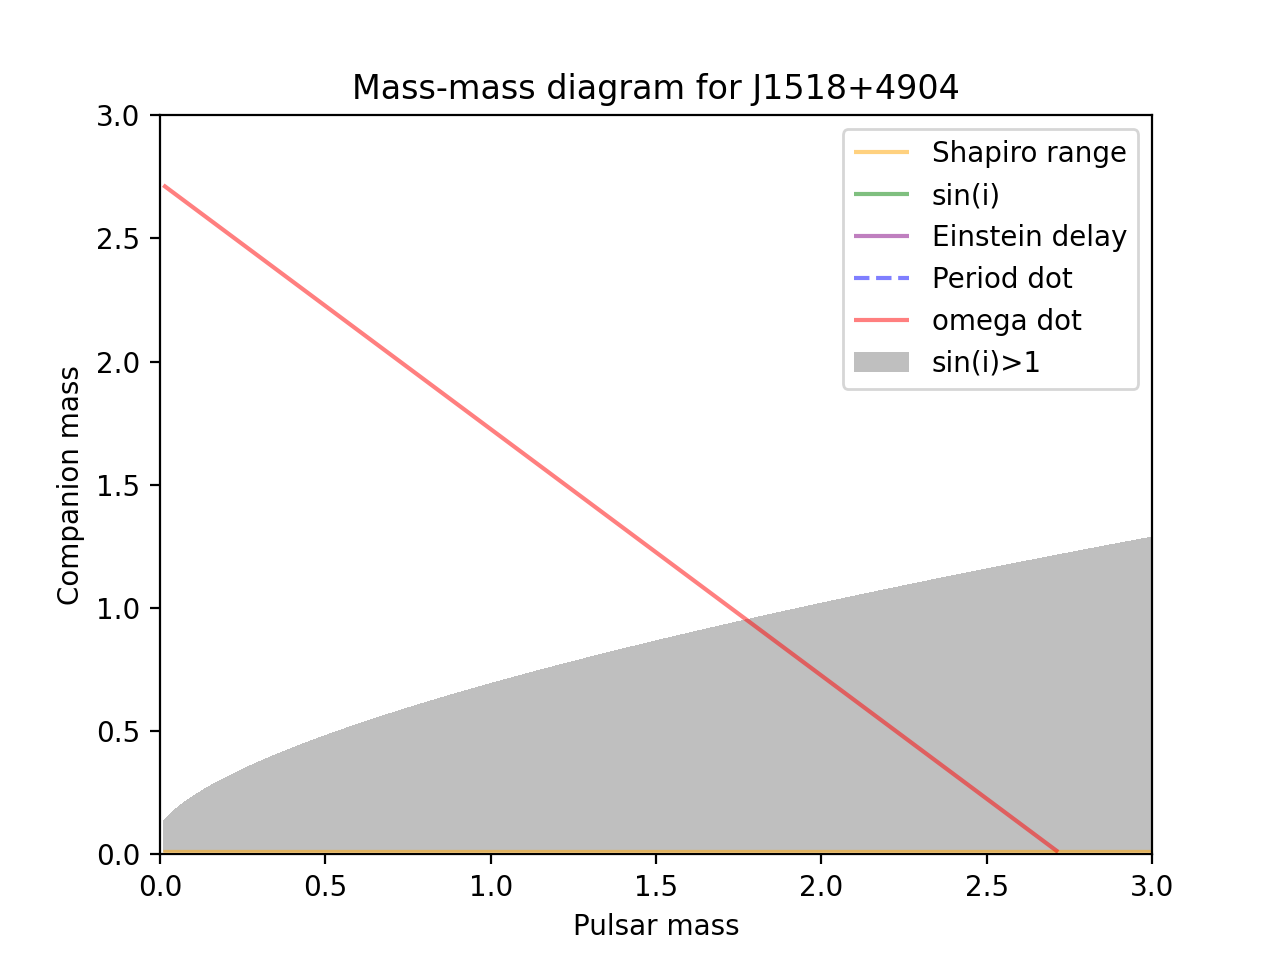 Mass-mass diagram for J1518+4904
3.0
2.5
2.0
1.5
1.0
0.5
0.0
Companion mass
Shapiro range
sin(i)
Einstein delay
Period dot
omega dot
sin(i)>1
0.0 0.5 1.0 1.5 2.0 2.5 3.0
Pulsar mass